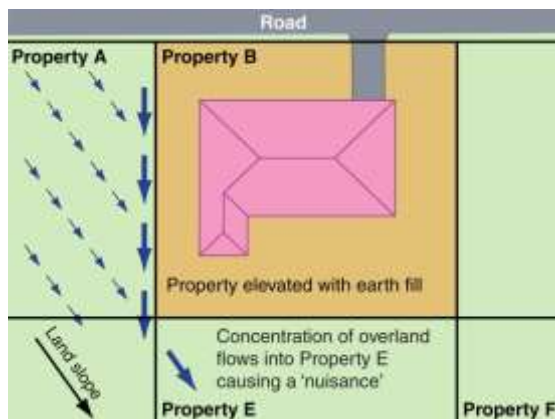 Road
Property A
Property B
Property elevated with earth fill
Land slope
Concentration of overland
flows into Property E
causing a ‘nuisance’
Property E
Property F